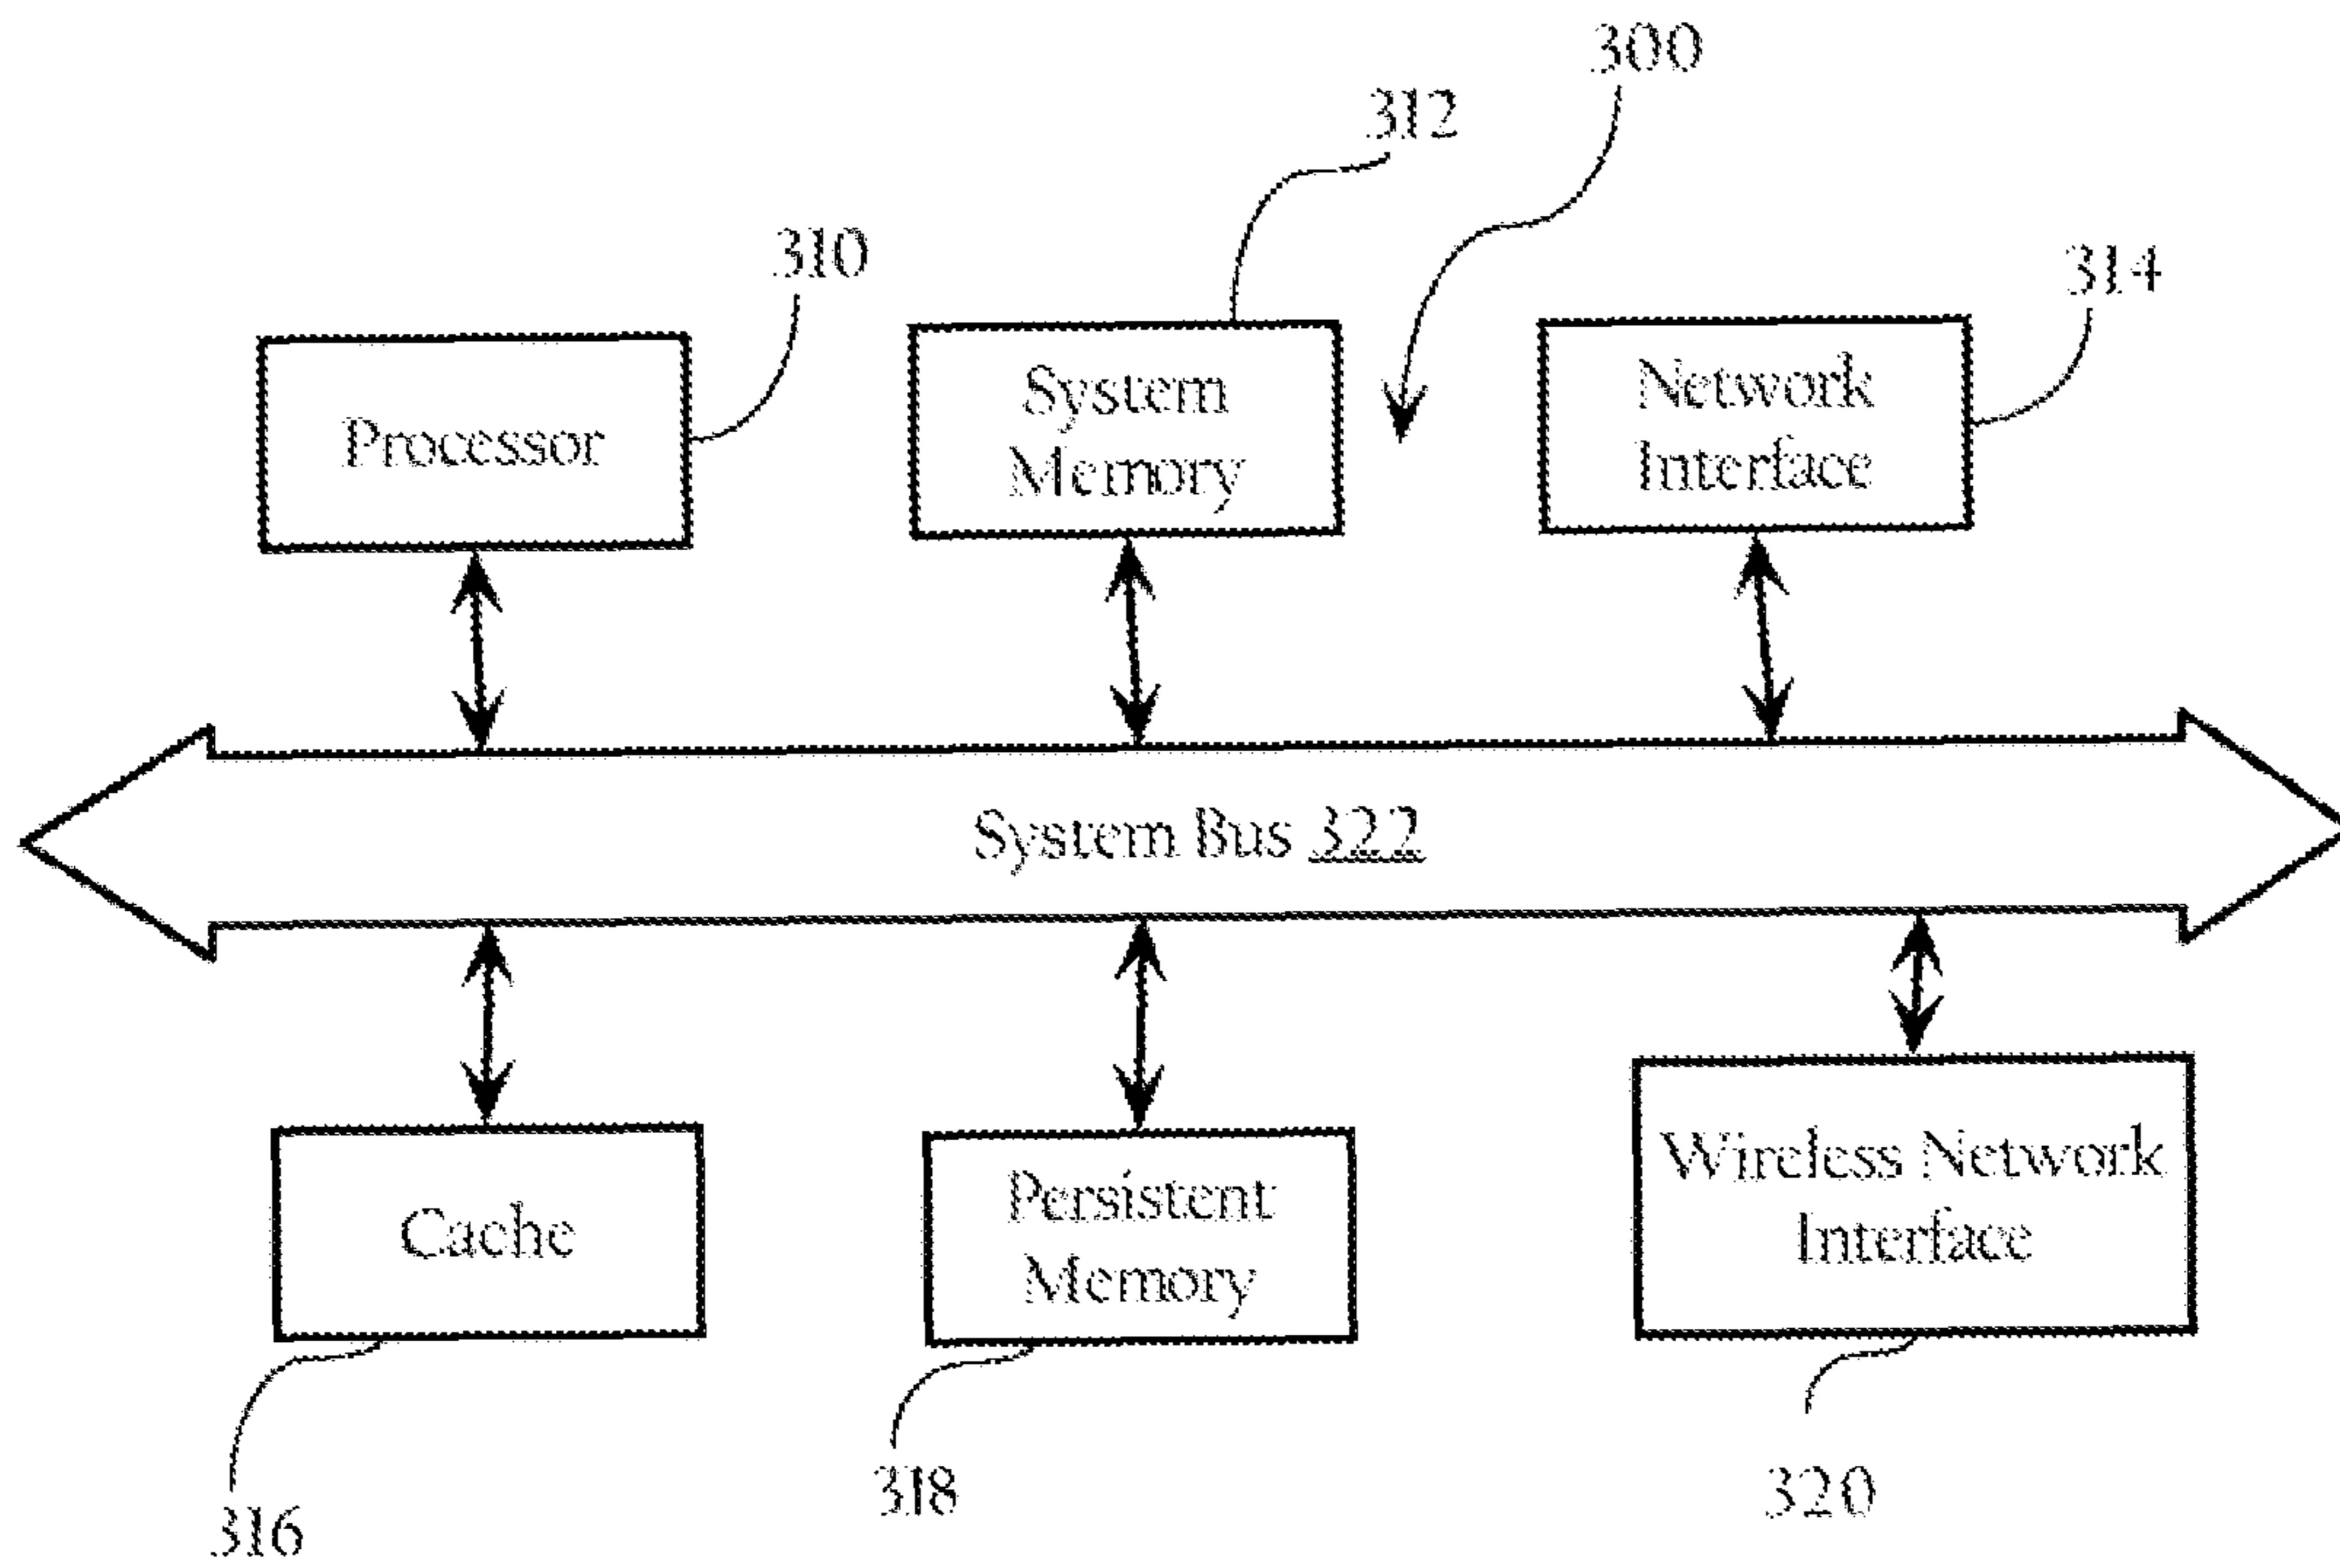 300
312
310
314
Processor
System
Memory
Network
Interface
System Bus 322
Cache
Persistent
Memory
Wireless Network
Interface
316
318
320